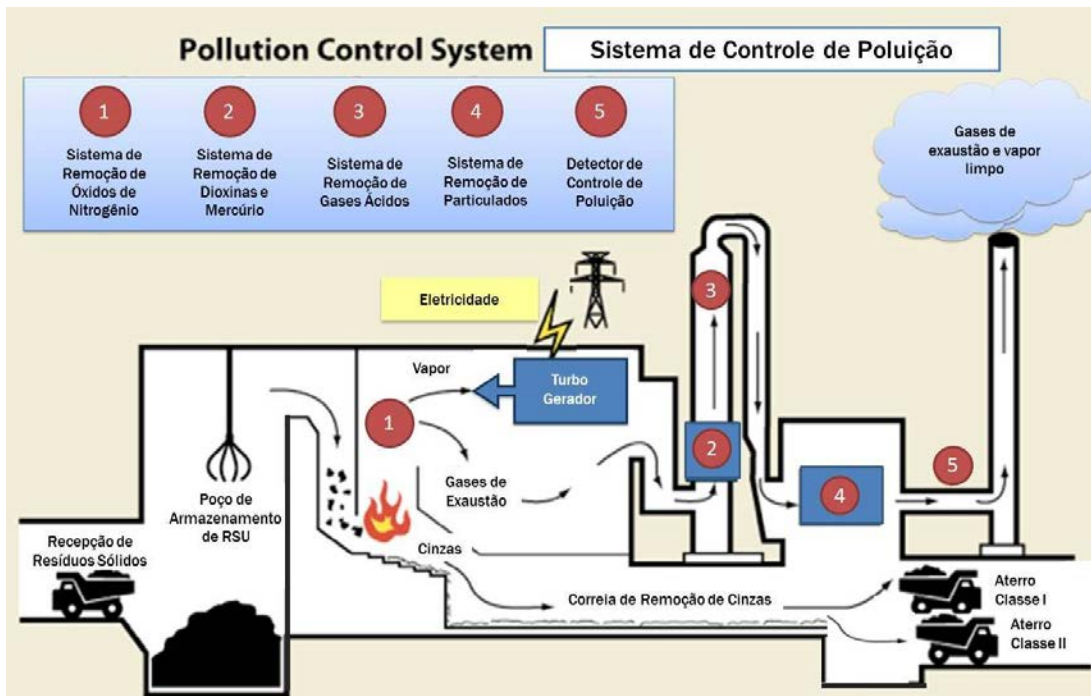 Pollution Control System
Sistema de Controle de Poluição
1
2
3
4
5
Sistema de
Remoção de
Óxidos de
Nitrogênio
Sistema de
Remoção de
Dioxinas e
Mercúrio
Sistema de
Remoção de
Gases Ácidos
Sistema de
Remoção de
Particulados
Detector de
Controle de
Poluição
Gases de
exaustão e vapor
limpo
Eletricidade
3
Vapor
Turbo
Gerador
1
2
Gases de
Exaustão
4
5
Poço de
Armazenamento
de RSU
Recepção de
Resíduos Sólidos
Cinzas
Correia de Remoção de Cinzas
Aterro
Classe I
Aterro
Classe II